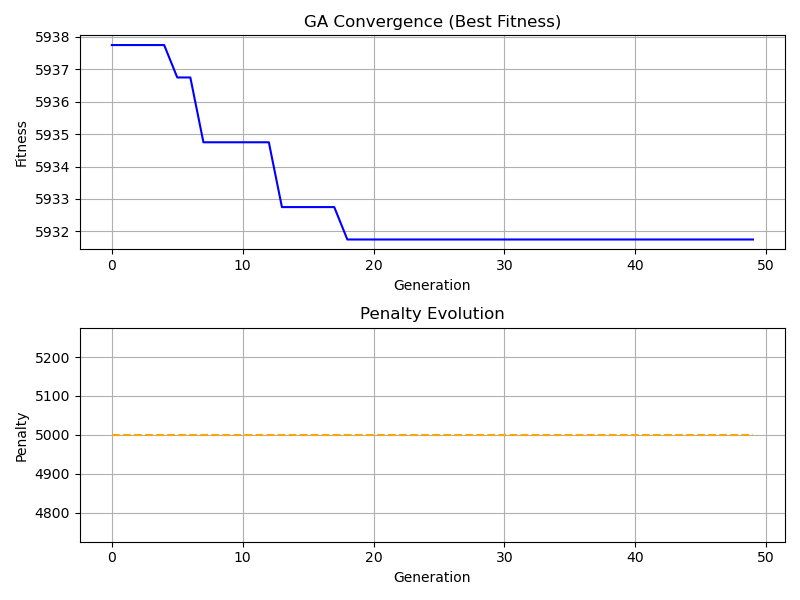 GA Convergence (Best Fitness)
5938
5937
5936
5935
5934
5933
5932
Fitness
0 10 20 30 40 50
Generation
Penalty Evolution
5200
5100
5000
4900
4800
Penalty
0 10 20 30 40 50
Generation